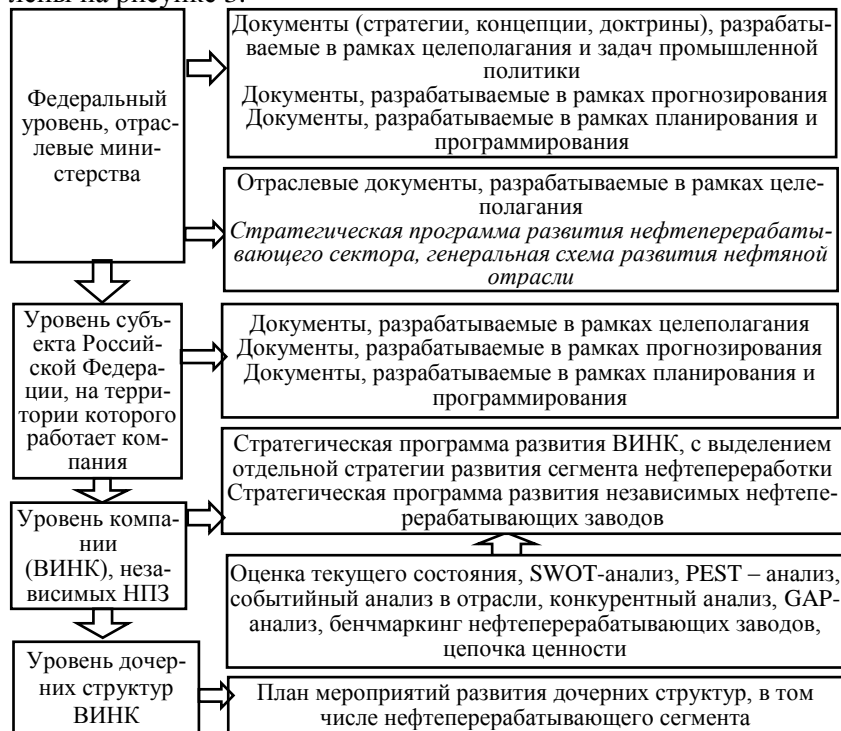 лены на рисунке 3.
Федеральный
уровень, отрас-
левые мини-
стерства
Документы (стратегии, концепции, доктрины), разрабаты-
ваемые в рамках целеполагания и задач промышленной
политики
Документы, разрабатываемые в рамках прогнозирования
Документы, разрабатываемые в рамках планирования и
программирования
Отраслевые документы, разрабатываемые в рамках целе-
полагания
Стратегическая программа развития нефтеперерабаты-
вающего сектора, генеральная схема развития нефтяной
отрасли
Уровень субъ-
екта Россий-
ской Федера-
ции, на терри-
тории которого
работает ком-
пания
Документы, разрабатываемые в рамках целеполагания
Документы, разрабатываемые в рамках прогнозирования
Документы, разрабатываемые в рамках планирования и
программирования
Уровень компа-
нии
(ВИНК), неза-
висимых НПЗ
Стратегическая программа развития ВИНК, с выделением
отдельной стратегии развития сегмента нефтепереработки
Стратегическая программа развития независимых нефтепе-
рерабатывающих заводов
Оценка текущего состояния, SWOT-анализ, PEST – анализ,
событийный анализ в отрасли, конкурентный анализ, GAP-
анализ, бенчмаркинг нефтеперерабатывающих заводов,
цепочка ценности
Уровень дочер-
них структур
ВИНК
План мероприятий развития дочерних структур, в том
числе нефтеперерабатывающего сегмента